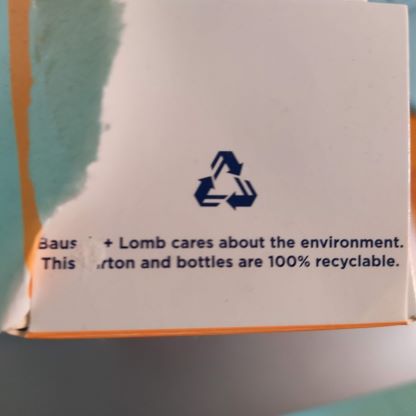 Baus + Lomb cares about the environment.
This rton and bottles are 100% recyclable.